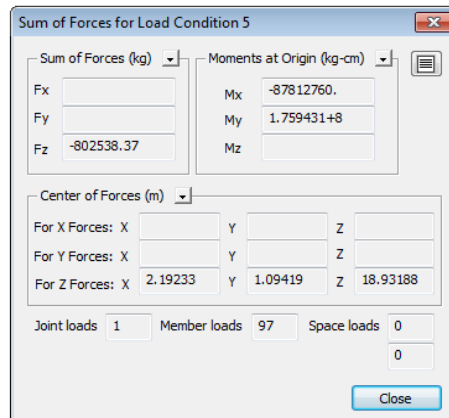 Sum of Forces for Load Condition 5
Sum of Forces (kg)
Moments at Origin (kg-cm)
Fx
Mx -87812760.
Fy
My 1.759431+8
Fz -802538.37
Mz
Center of Forces (m)
For X Forces: X Y Z
For Y Forces: X Y Z
For Z Forces: X 2.19233 Y 1.09419 Z 18.93188
Joint loads 1 Member loads 97 Space loads 0
0
Close